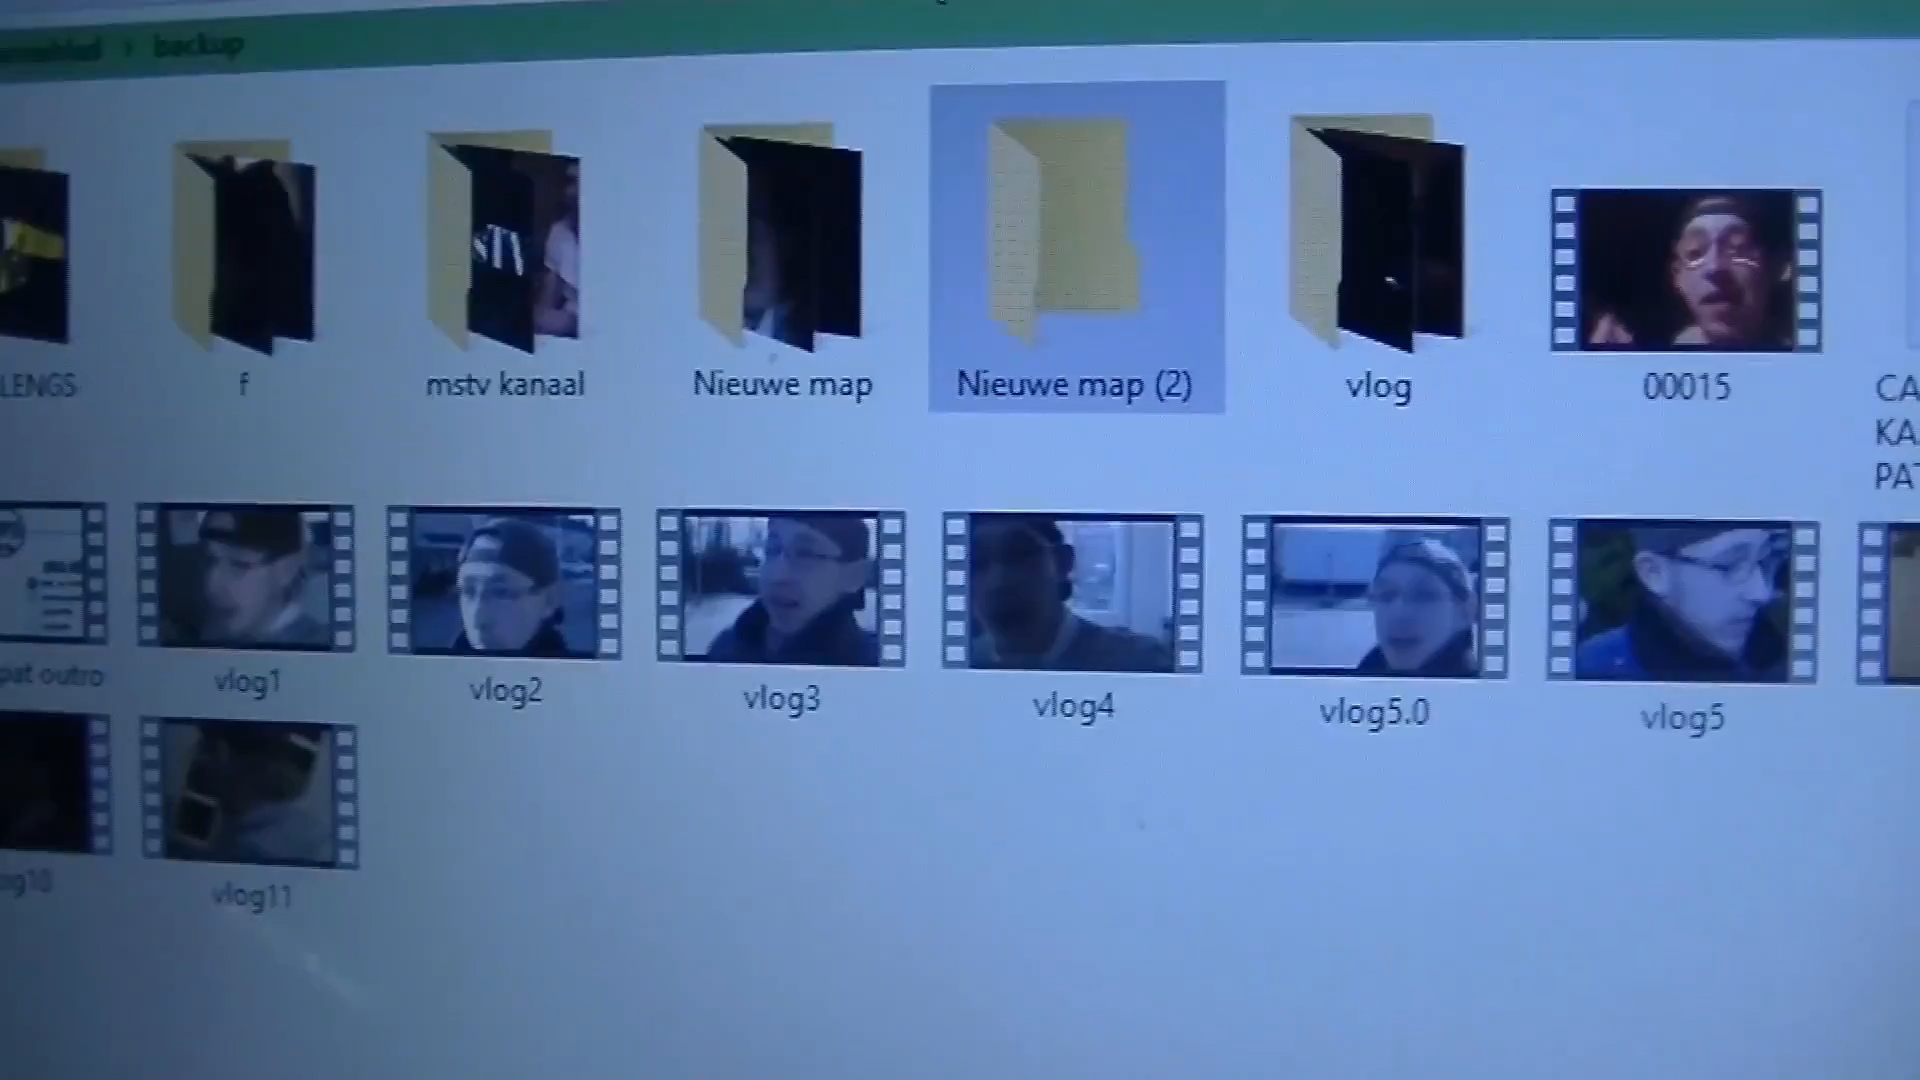 backup
LENGS
f
mstv kanaal
Nieuwe map
Nieuwe map (2)
vlog
00015
CA
KA
PAT
pat outro
vlog1
vlog2
vlog3
vlog4
vlog5.0
vlog5
vlog11